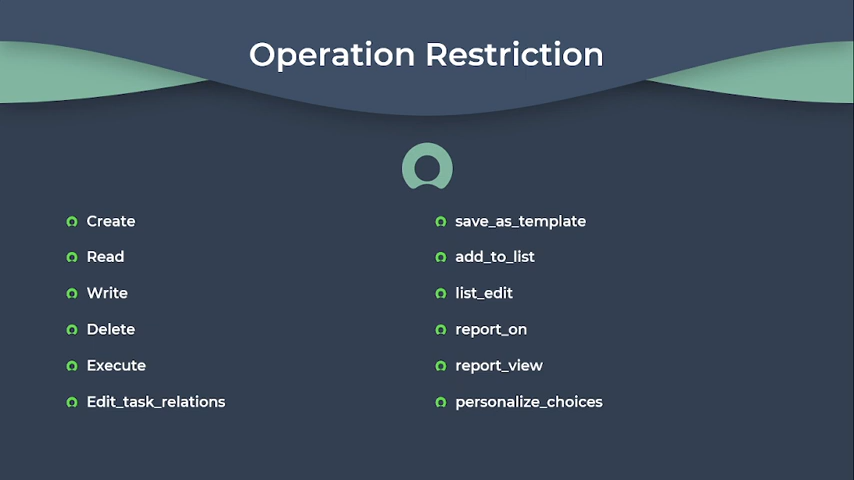 Operation Restriction
Create
Read
Write
Delete
Execute
Edit_task_relations
save_as_template
add_to_list
list_edit
report_on
report_view
personalize_choices